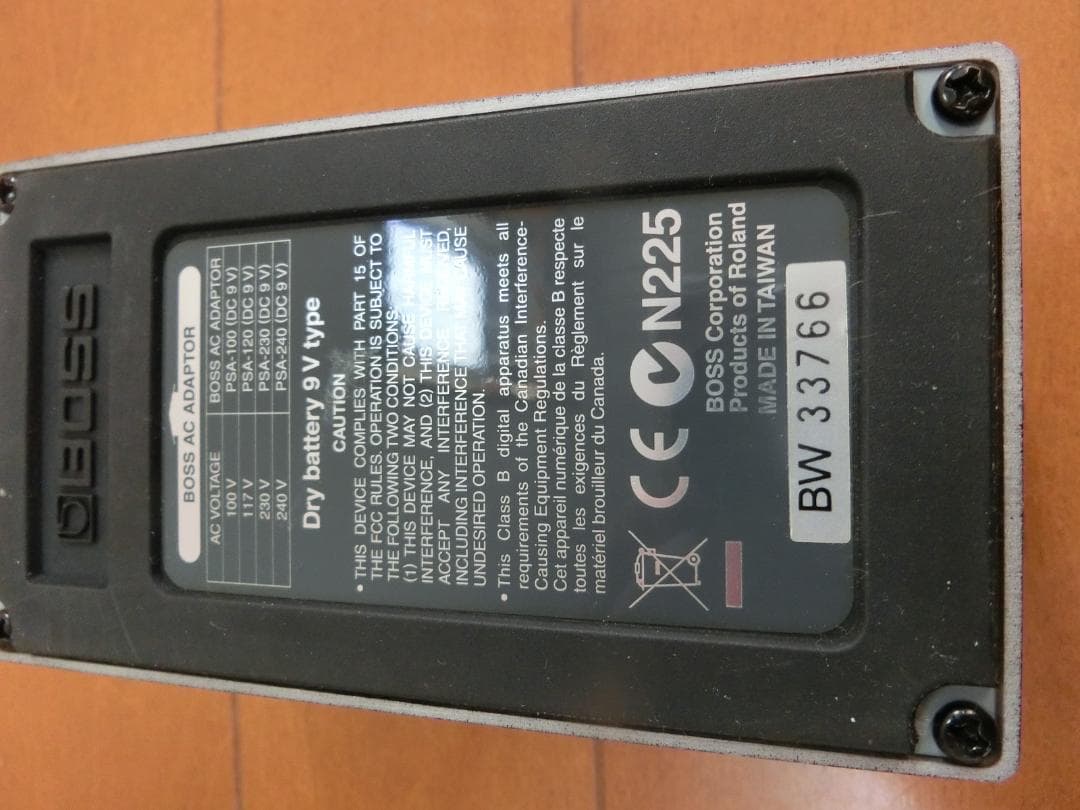 BOSS
BOSS AC ADAPTOR
AC VOLTAGE BOSS AC ADAPTOR
100 V PSA-100 (DC 9 V)
117 V PSA-120 (DC 9 V)
230 V PSA-230 (DC 9 V)
240 V PSA-240 (DC 9 V)
Dry battery 9 V type
CAUTION
• THIS DEVICE COMPLIES WITH PART 15 OF
THE FCC RULES. OPERATION IS SUBJECT TO
THE FOLLOWING TWO CONDITIONS:
(1) THIS DEVICE MAY NOT CAUSE HARMFUL
INTERFERENCE, AND (2) THIS DEVICE MUST
ACCEPT ANY INTERFERENCE RECEIVED,
INCLUDING INTERFERENCE THAT MAY CAUSE
UNDESIRED OPERATION.
• This Class B digital apparatus meets all
requirements of the Canadian Interference-
Causing Equipment Regulations.
Cet appareil numérique de la classe B respecte
toutes les exigences du Règlement sur le
matériel brouilleur du Canada.
CE N225
BOSS Corporation
Products of Roland
MADE IN TAIWAN
BW 33766